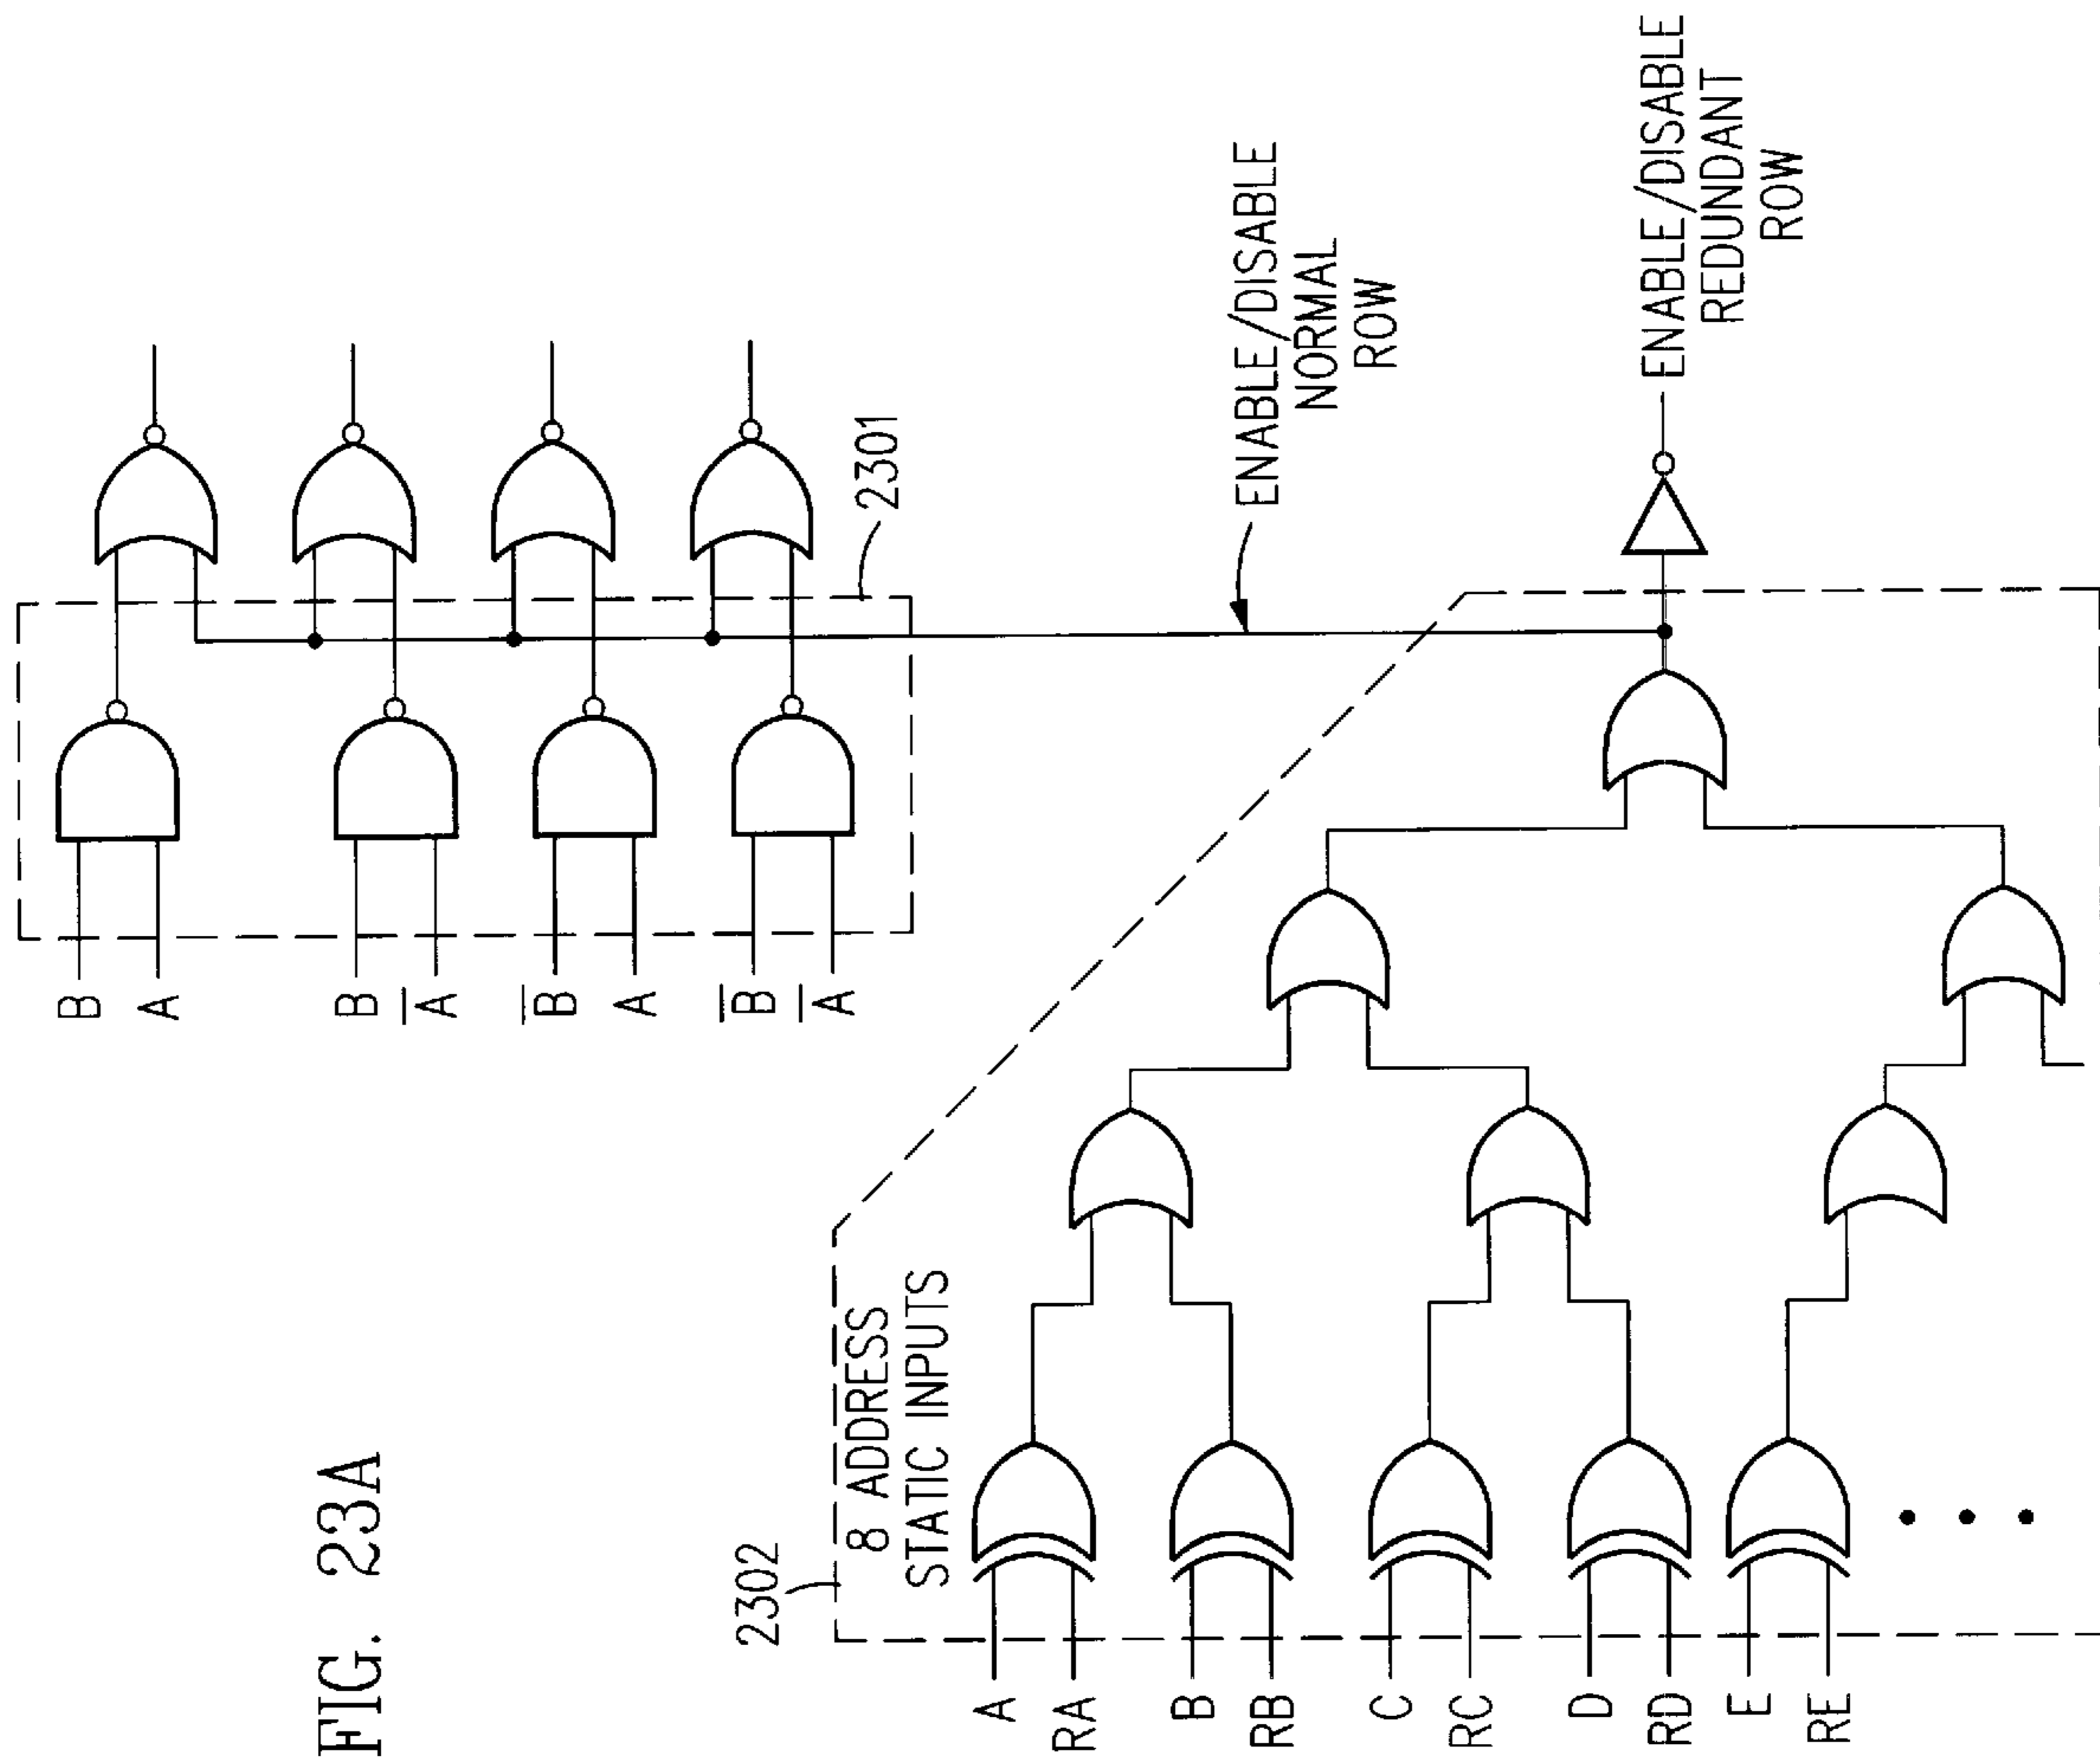 FIG. 23A
B
A
B
A̅
B̅
A
B̅
A̅
2301
ENABLE/DISABLE
NORMAL
ROW
2302
8 ADDRESS
STATIC INPUTS
A
RA
B
RB
C
RC
D
RD
E
RE
ENABLE/DISABLE
REDUNDANT
ROW